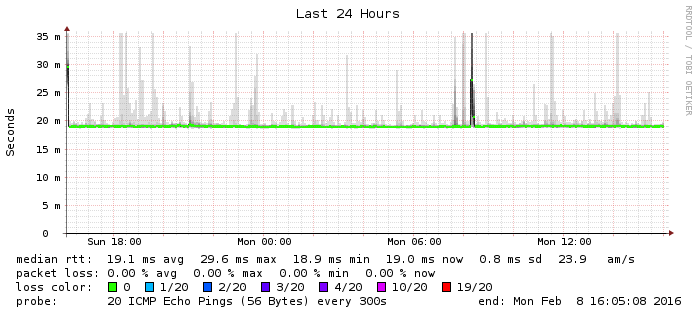 Last 24 Hours
RRDTOOL / TOBI OETIKER
Seconds
35 m
30 m
25 m
20 m
15 m
10 m
5 m
0
Sun 18:00 Mon 00:00 Mon 06:00 Mon 12:00
median rtt: 19.1 ms avg 29.6 ms max 18.9 ms min 19.0 ms now 0.8 ms sd 23.9 am/s
packet loss: 0.00 % avg 0.00 % max 0.00 % min 0.00 % now
loss color: 0 1/20 2/20 3/20 4/20 10/20 19/20
probe: 20 ICMP Echo Pings (56 Bytes) every 300s end: Mon Feb 8 16:05:08 2016